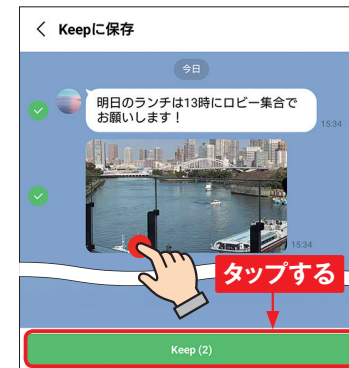 Keepに保存
今日
明日のランチは13時にロビー集合で
お願いします！
15:34
15:34
タップする
Keep (2)